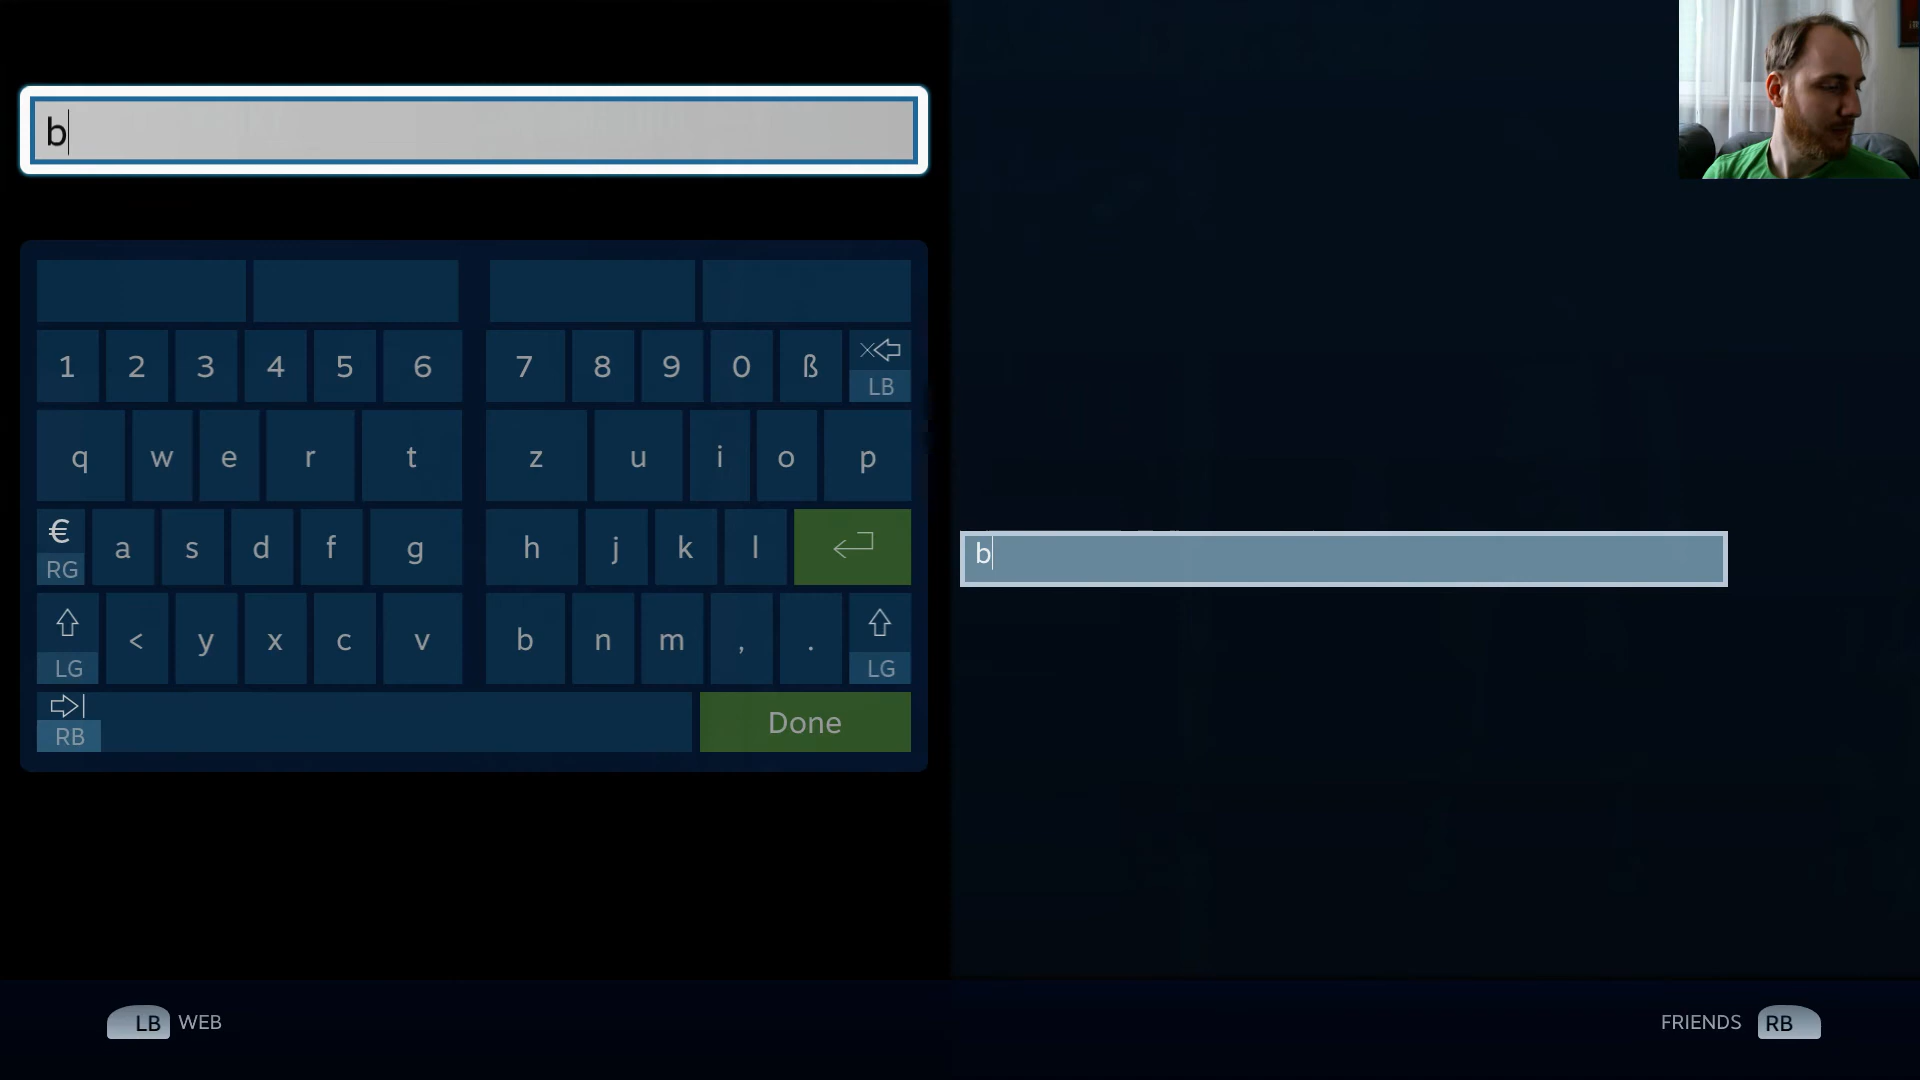 b
1 2 3 4 5 6 7 8 9 0 ß LB
q w e r t z u i o p
€ RG a s d f g h j k l
LG < y x c v b n m , . LG
RB Done
b
LB WEB FRIENDS RB